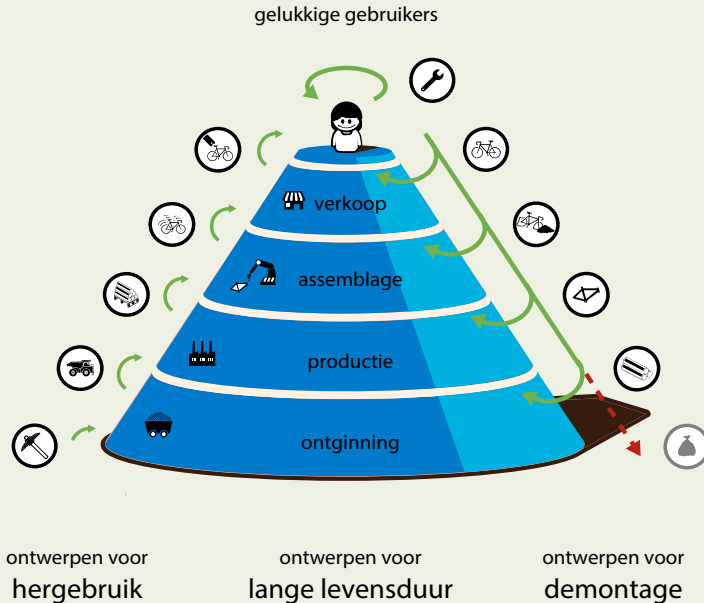 gelukkige gebruikers
verkoop
assemblage
productie
ontginning
ontwerpen voor
hergebruik
ontwerpen voor
lange levensduur
ontwerpen voor
demontage